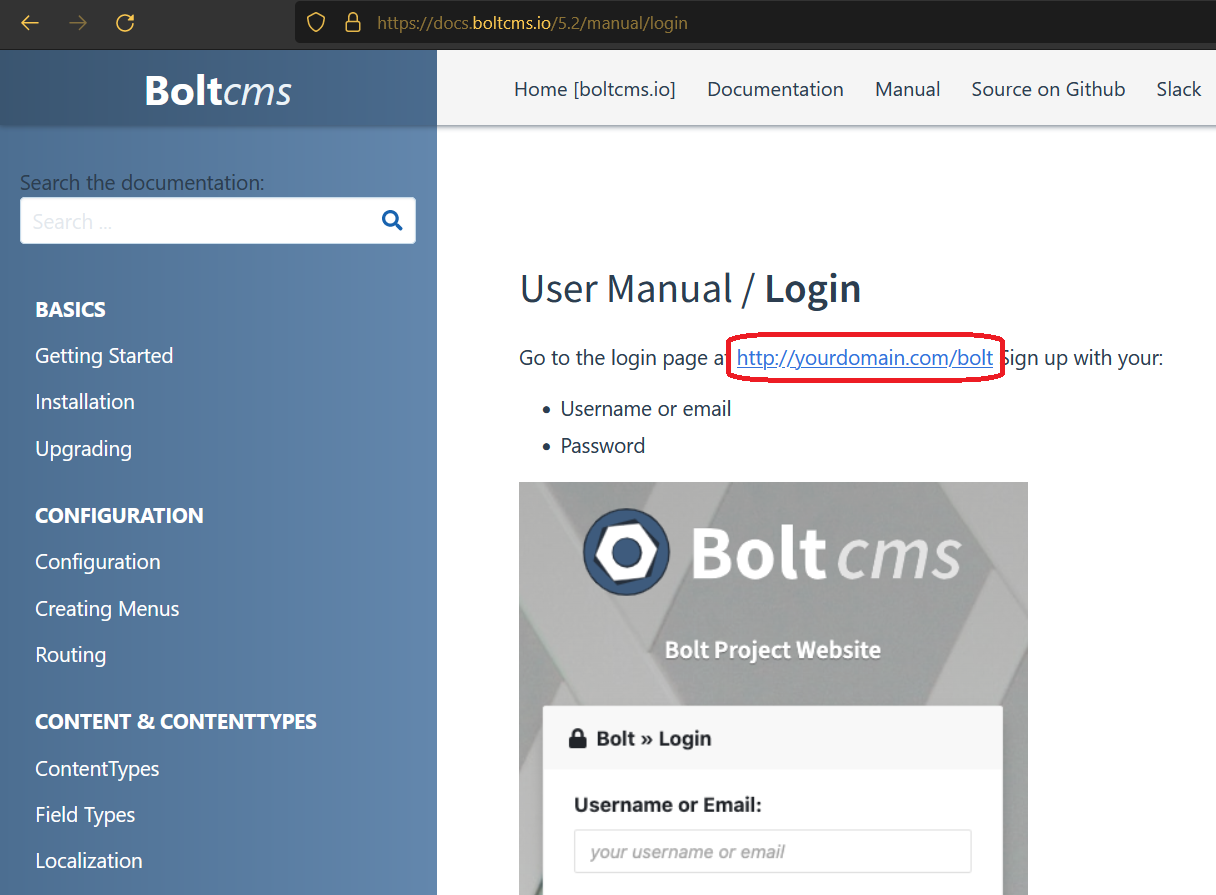 https://docs.boltcms.io/5.2/manual/login
Boltcms
Home [boltcms.io] Documentation Manual Source on Github Slack
Search the documentation:
Search ...
BASICS
Getting Started
Installation
Upgrading
CONFIGURATION
Configuration
Creating Menus
Routing
CONTENT & CONTENTTYPES
ContentTypes
Field Types
Localization
User Manual / Login
Go to the login page at http://yourdomain.com/bolt Sign up with your:
• Username or email
• Password
Bolt cms
Bolt Project Website
Bolt » Login
Username or Email:
your username or email